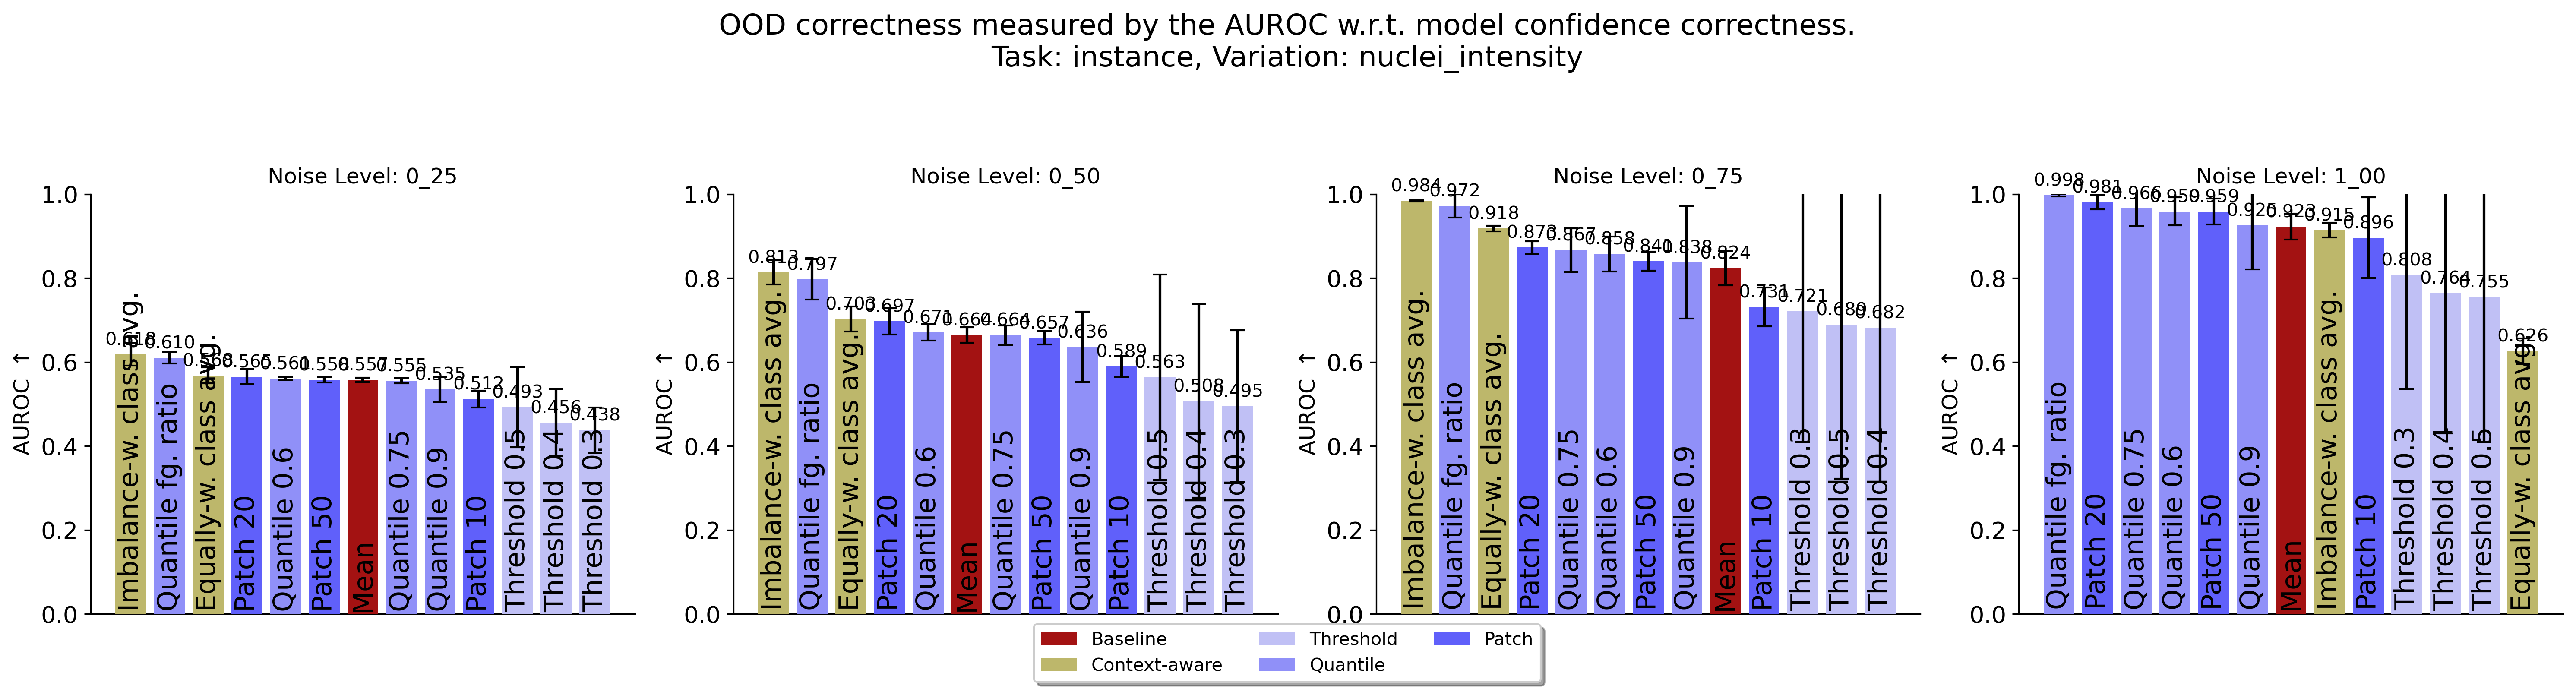 OOD correctness measured by the AUROC w.r.t. model confidence correctness.
Task: instance, Variation: nuclei_intensity
Noise Level: 0_25
AUROC ↑
1.0
0.8
0.6
0.4
0.2
0.0
0.618
0.610
0.568
0.565
0.561
0.558
0.557
0.555
0.535
0.512
0.493
0.456
0.438
Imbalance-w. class avg.
Quantile fg. ratio
Equally-w. class avg.
Patch 20
Quantile 0.6
Patch 50
Mean
Quantile 0.75
Quantile 0.9
Patch 10
Threshold 0.5
Threshold 0.4
Threshold 0.3
Noise Level: 0_50
AUROC ↑
1.0
0.8
0.6
0.4
0.2
0.0
0.813
0.797
0.703
0.697
0.671
0.664
0.664
0.657
0.636
0.589
0.563
0.508
0.495
Imbalance-w. class avg.
Quantile fg. ratio
Equally-w. class avg.
Patch 20
Quantile 0.6
Mean
Quantile 0.75
Patch 50
Quantile 0.9
Patch 10
Threshold 0.5
Threshold 0.4
Threshold 0.3
Noise Level: 0_75
AUROC ↑
1.0
0.8
0.6
0.4
0.2
0.0
0.984
0.972
0.918
0.873
0.867
0.858
0.841
0.838
0.824
0.731
0.721
0.689
0.682
Imbalance-w. class avg.
Quantile fg. ratio
Equally-w. class avg.
Patch 20
Quantile 0.75
Quantile 0.6
Patch 50
Quantile 0.9
Mean
Patch 10
Threshold 0.3
Threshold 0.5
Threshold 0.4
Noise Level: 1_00
AUROC ↑
1.0
0.8
0.6
0.4
0.2
0.0
0.998
0.981
0.966
0.959
0.959
0.925
0.923
0.915
0.896
0.808
0.764
0.755
0.626
Quantile fg. ratio
Patch 20
Quantile 0.75
Quantile 0.6
Patch 50
Quantile 0.9
Mean
Imbalance-w. class avg.
Patch 10
Threshold 0.3
Threshold 0.4
Threshold 0.5
Equally-w. class avg.
Baseline
Context-aware
Threshold
Quantile
Patch